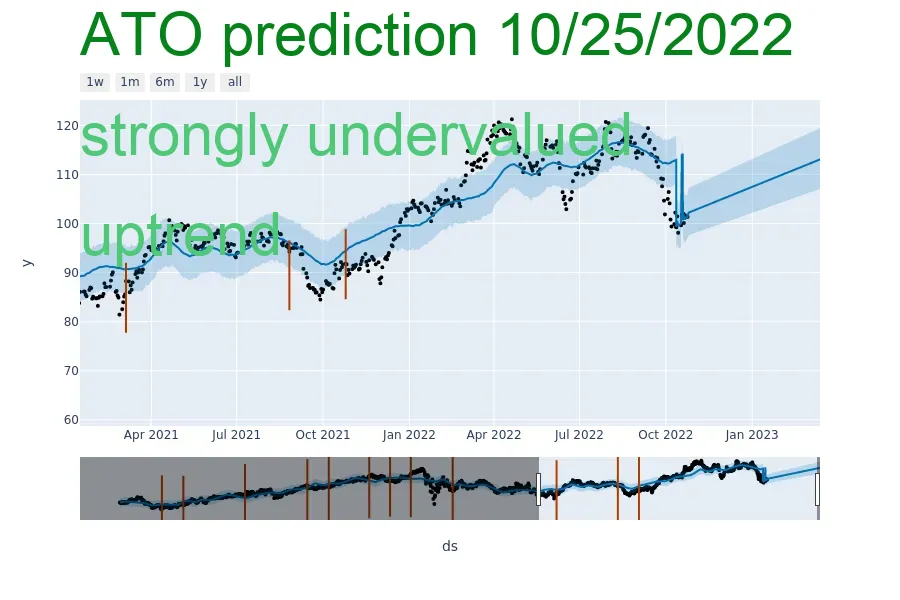 ATO prediction 10/25/2022
1w 1m 6m 1y all
strongly undervalued
uptrend
120
110
100
90
80
70
60
y
Apr 2021 Jul 2021 Oct 2021 Jan 2022 Apr 2022 Jul 2022 Oct 2022 Jan 2023
ds